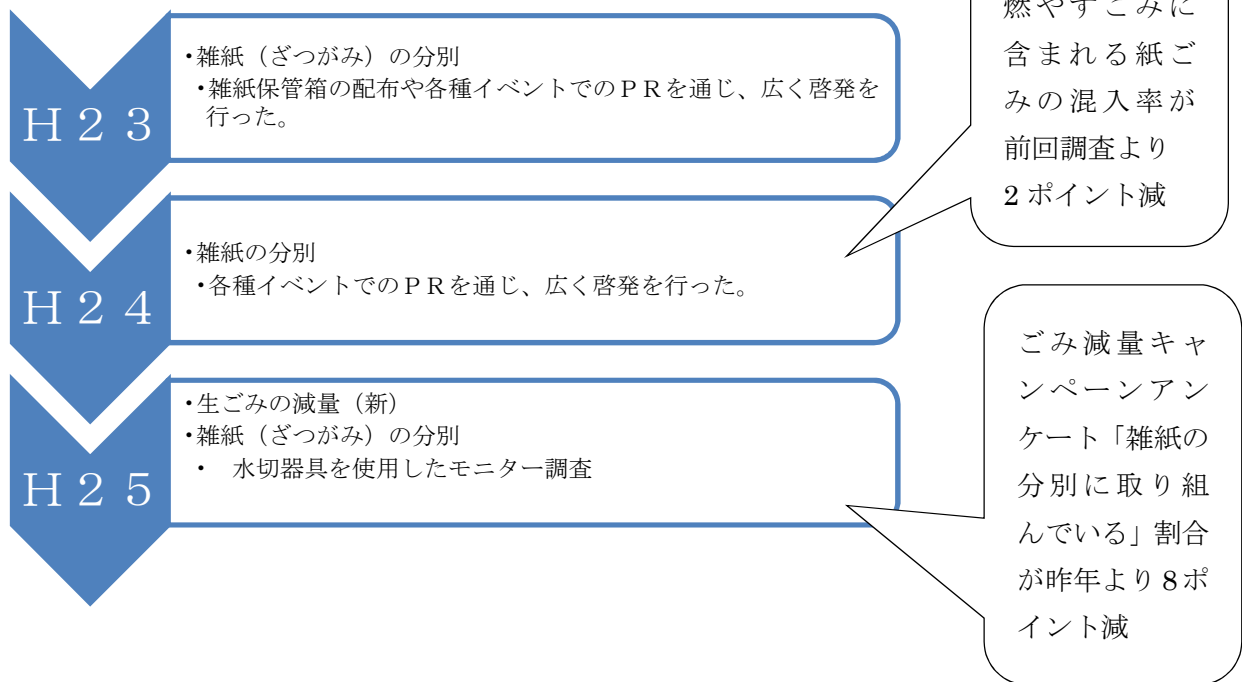 H23
・雑紙（ざつがみ）の分別
・雑紙保管箱の配布や各種イベントでのＰＲを通じ、広く啓発を
行った。
燃やすごみに
含まれる紙ご
みの混入率が
前回調査より
2 ポイント減
H24
・雑紙の分別
・各種イベントでのＰＲを通じ、広く啓発を行った。
H25
・生ごみの減量（新）
・雑紙（ざつがみ）の分別
・ 水切器具を使用したモニター調査
ごみ減量キャ
ンペーンアン
ケート「雑紙の
分別に取り組
んでいる」割合
が昨年より 8 ポ
イント減